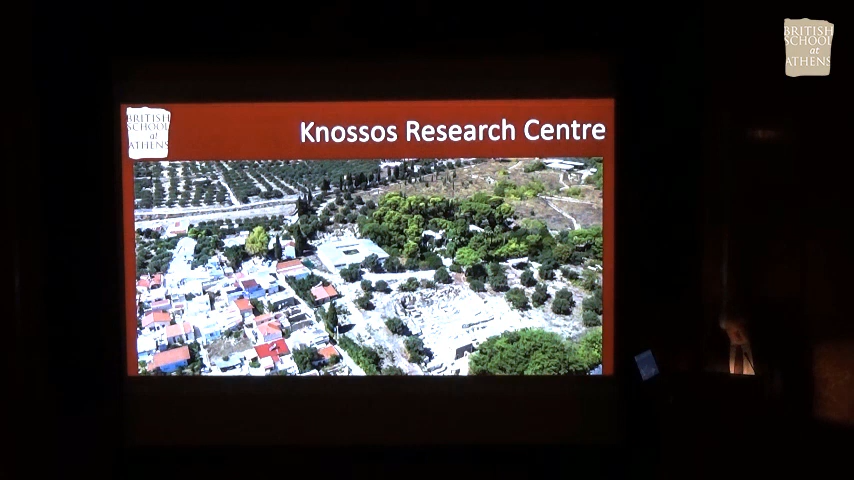 BRITISH
SCHOOL
at
ATHENS
Knossos Research Centre
BRITISH
SCHOOL
at
ATHENS